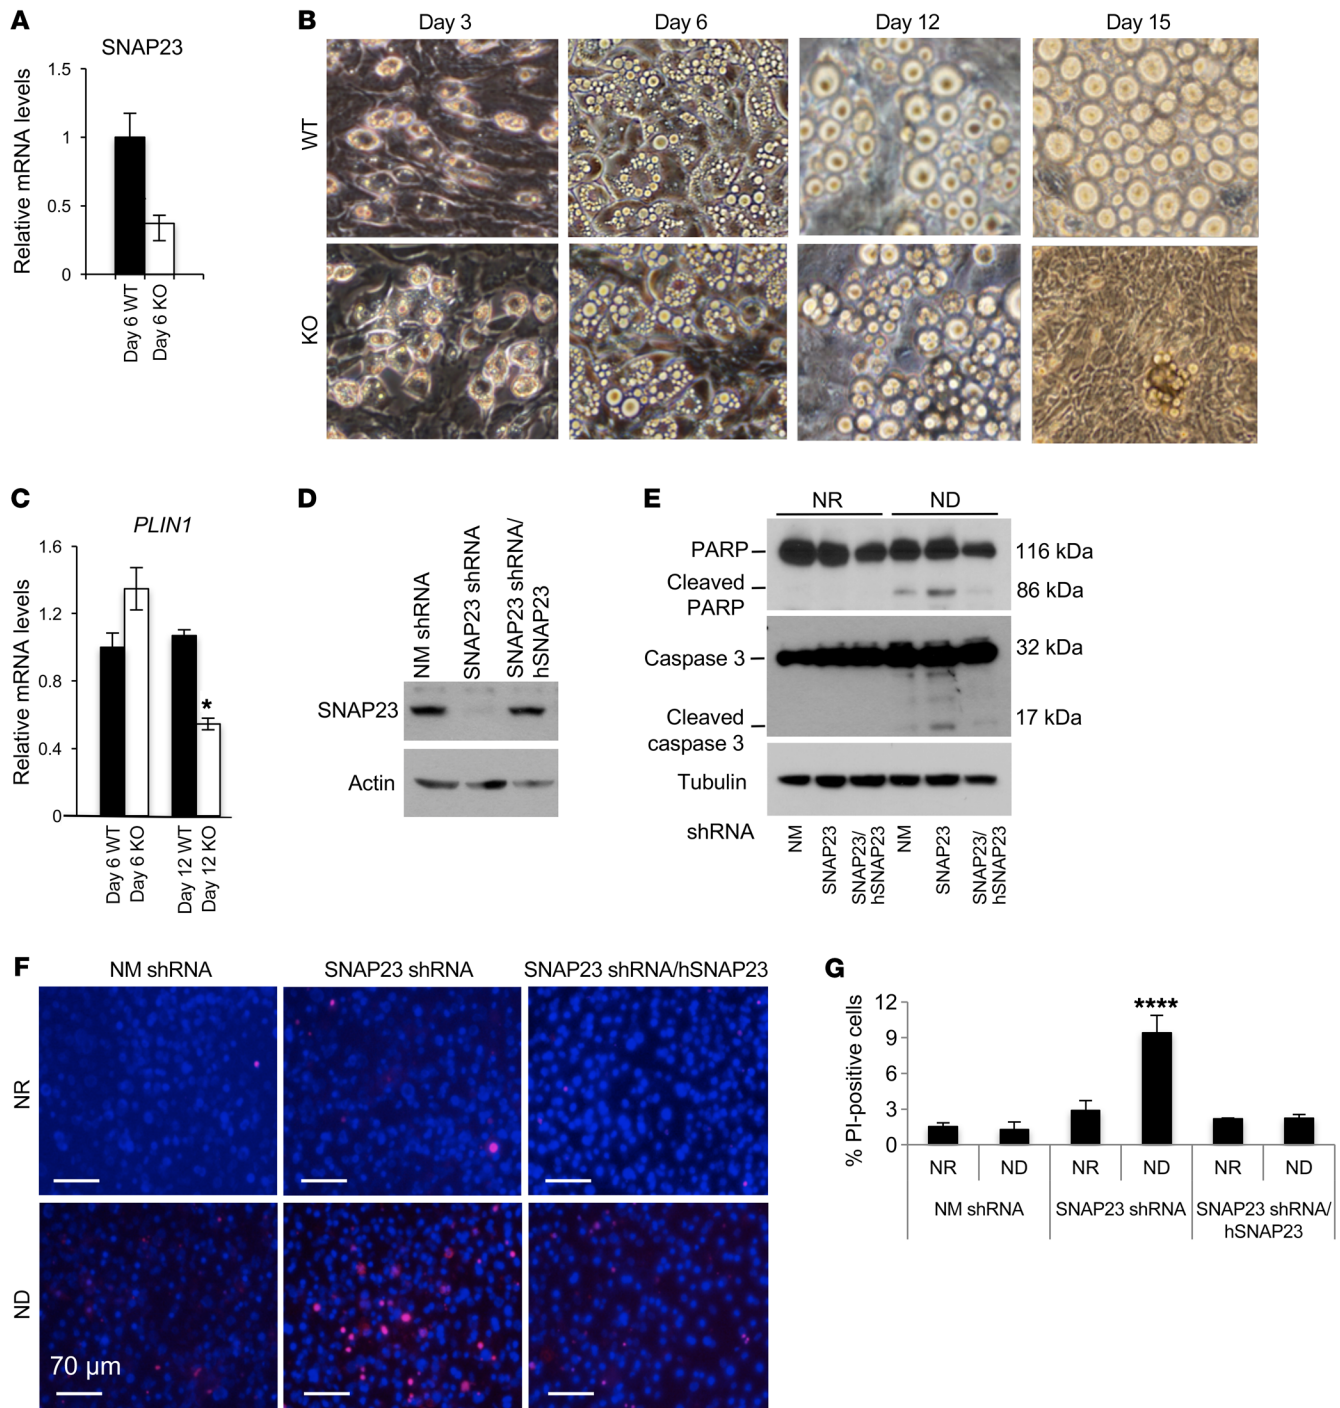 A
SNAP23
Relative mRNA levels
1.5
1
0.5
0
Day 6 WT
Day 6 KO
B
Day 3
Day 6
Day 12
Day 15
WT
KO
C
PLIN1
Relative mRNA levels
1.6
1.2
0.8
0.4
0
*
Day 6 WT
Day 6 KO
Day 12 WT
Day 12 KO
D
NM shRNA
SNAP23 shRNA
SNAP23 shRNA/
hSNAP23
SNAP23
Actin
E
NR
ND
PARP
116 kDa
Cleaved
PARP
86 kDa
Caspase 3
32 kDa
Cleaved
caspase 3
17 kDa
Tubulin
shRNA
NM
SNAP23
SNAP23/
hSNAP23
NM
SNAP23
SNAP23/
hSNAP23
F
NM shRNA
SNAP23 shRNA
SNAP23 shRNA/hSNAP23
NR
ND
70 µm
G
% PI-positive cells
12
9
6
3
0
****
NR
ND
NR
ND
NR
ND
NM shRNA
SNAP23 shRNA
SNAP23 shRNA/
hSNAP23